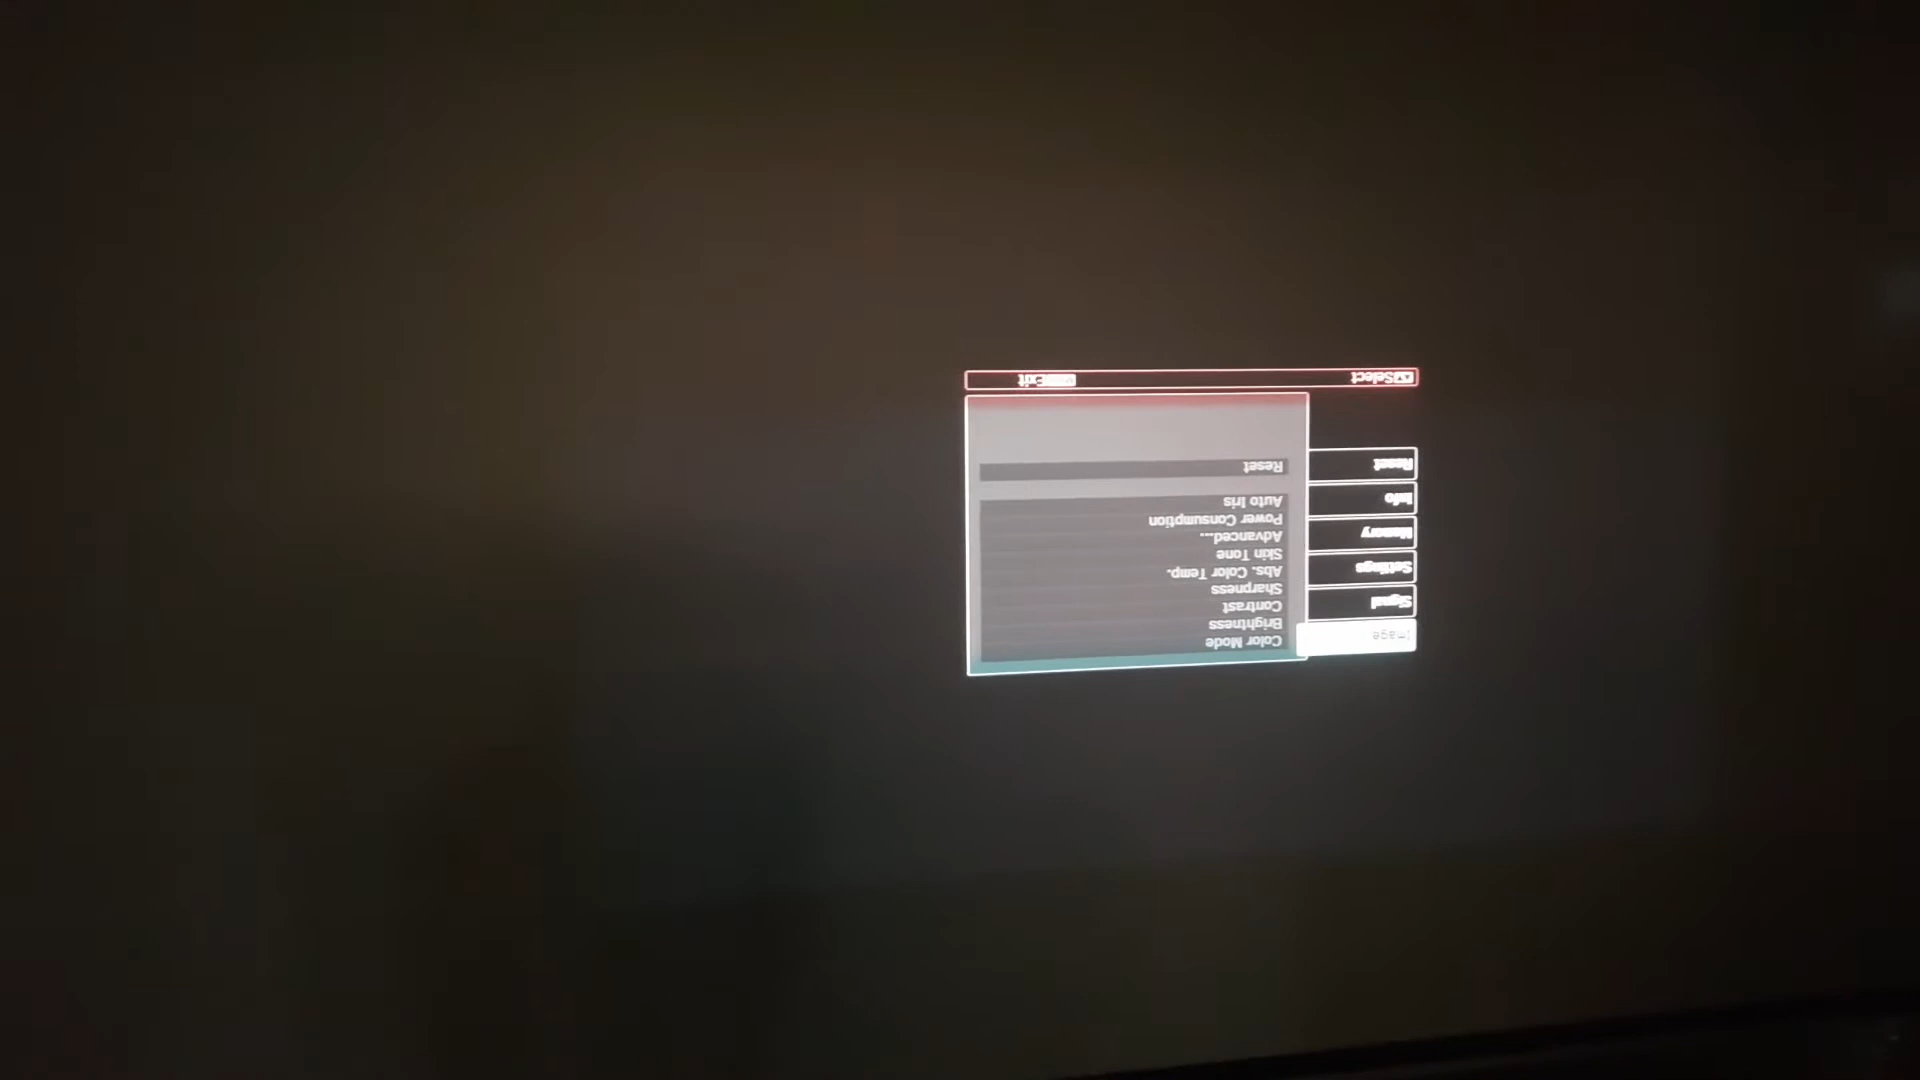 Image
Signal
Settings
Memory
Info
Reset
Color Mode
Brightness
Contrast
Sharpness
Abs. Color Temp.
Skin Tone
Advanced...
Power Consumption
Auto Iris
Reset
Select
Exit